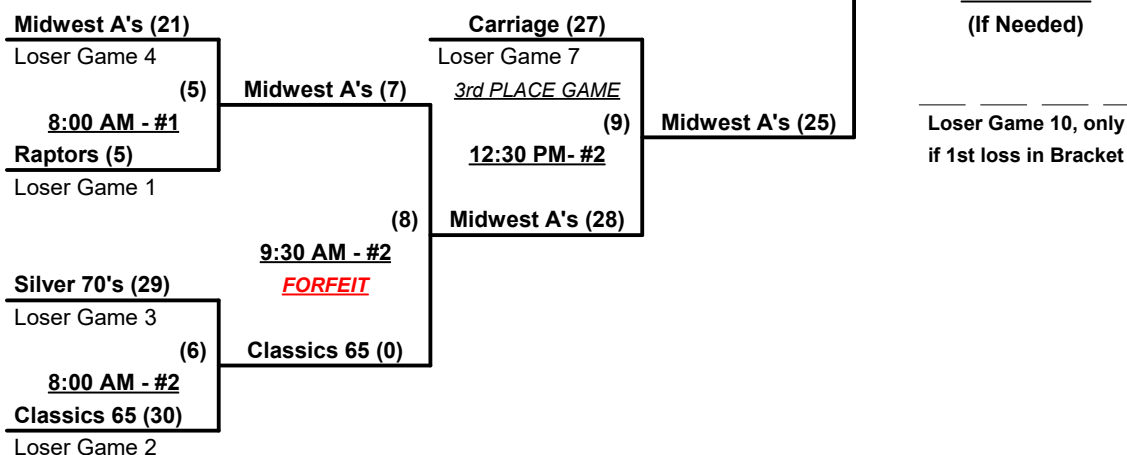 Midwest A's (21)
Loser Game 4
(5)
8:00 AM - #1
Raptors (5)
Loser Game 1
Midwest A's (7)
(8)
9:30 AM - #2
FORFEIT
Silver 70's (29)
Loser Game 3
(6)
8:00 AM - #2
Classics 65 (30)
Loser Game 2
Classics 65 (0)
Carriage (27)
Loser Game 7
3rd PLACE GAME
(9)
12:30 PM- #2
Midwest A's (28)
Midwest A's (25)
(If Needed)
Loser Game 10, only
if 1st loss in Bracket